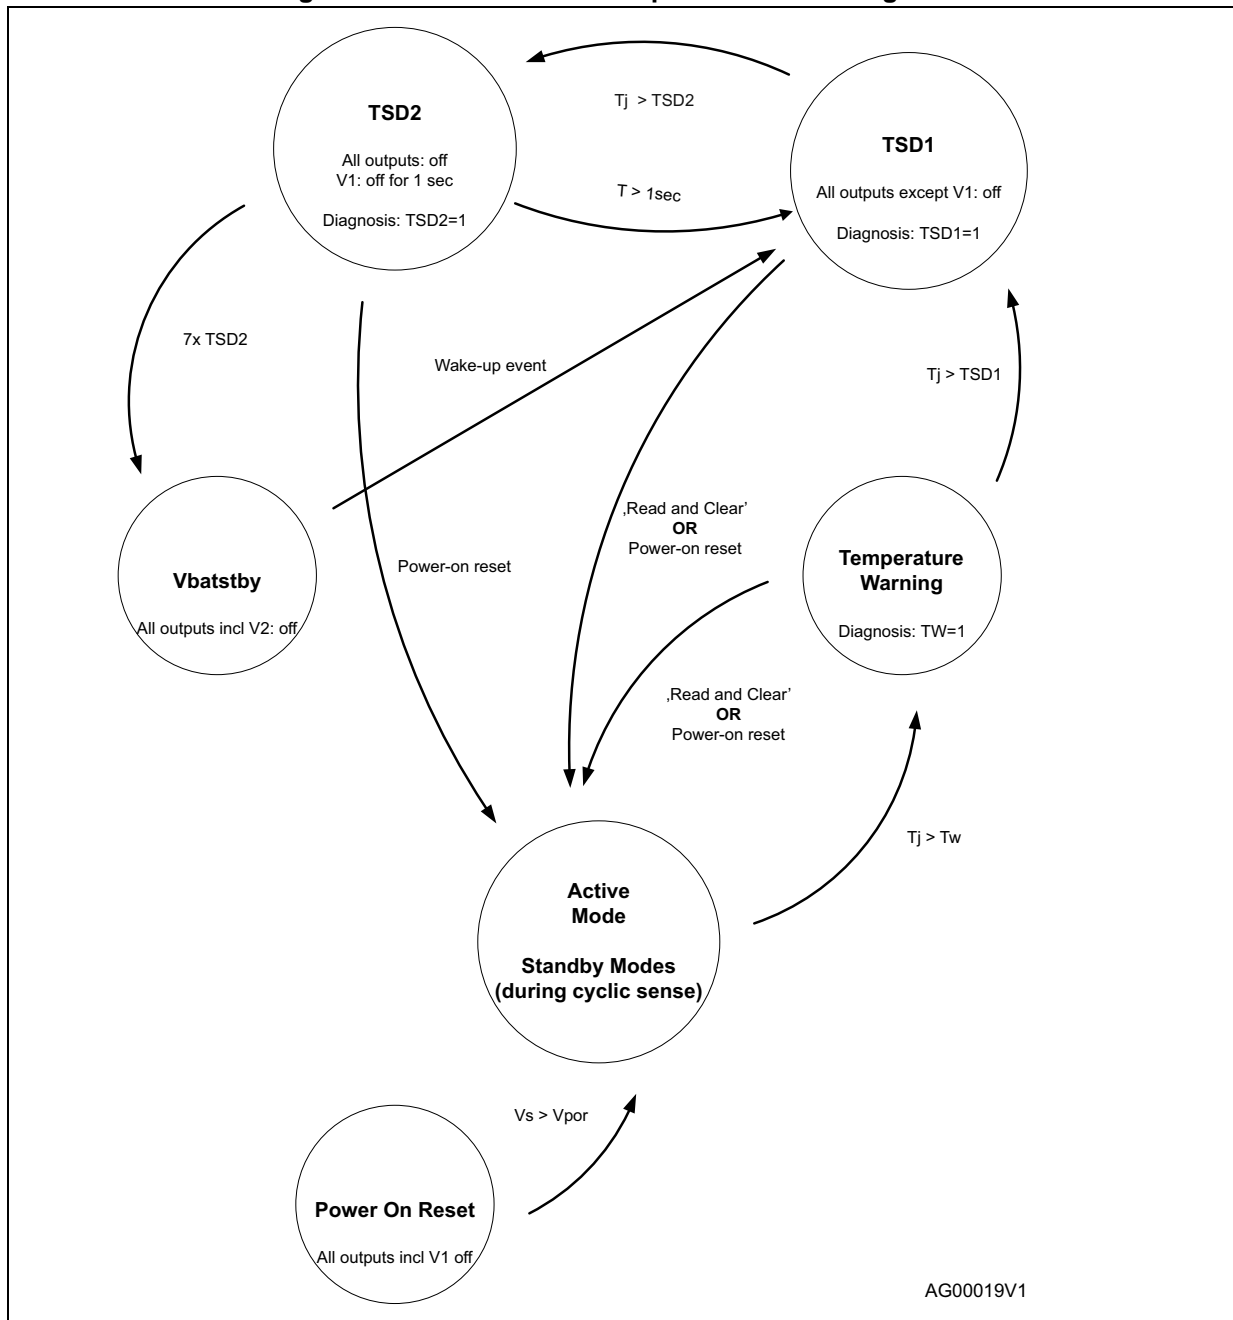 Tj > TSD2
TSD2
All outputs: off
V1: off for 1 sec
Diagnosis: TSD2=1
TSD1
All outputs except V1: off
Diagnosis: TSD1=1
T > 1sec
7x TSD2
Wake-up event
Tj > TSD1
‚Read and Clear’
OR
Power-on reset
Power-on reset
Vbatstby
All outputs incl V2: off
Temperature
Warning
Diagnosis: TW=1
‚Read and Clear’
OR
Power-on reset
Tj > Tw
Active
Mode
Standby Modes
(during cyclic sense)
Vs > Vpor
Power On Reset
All outputs incl V1 off
AG00019V1